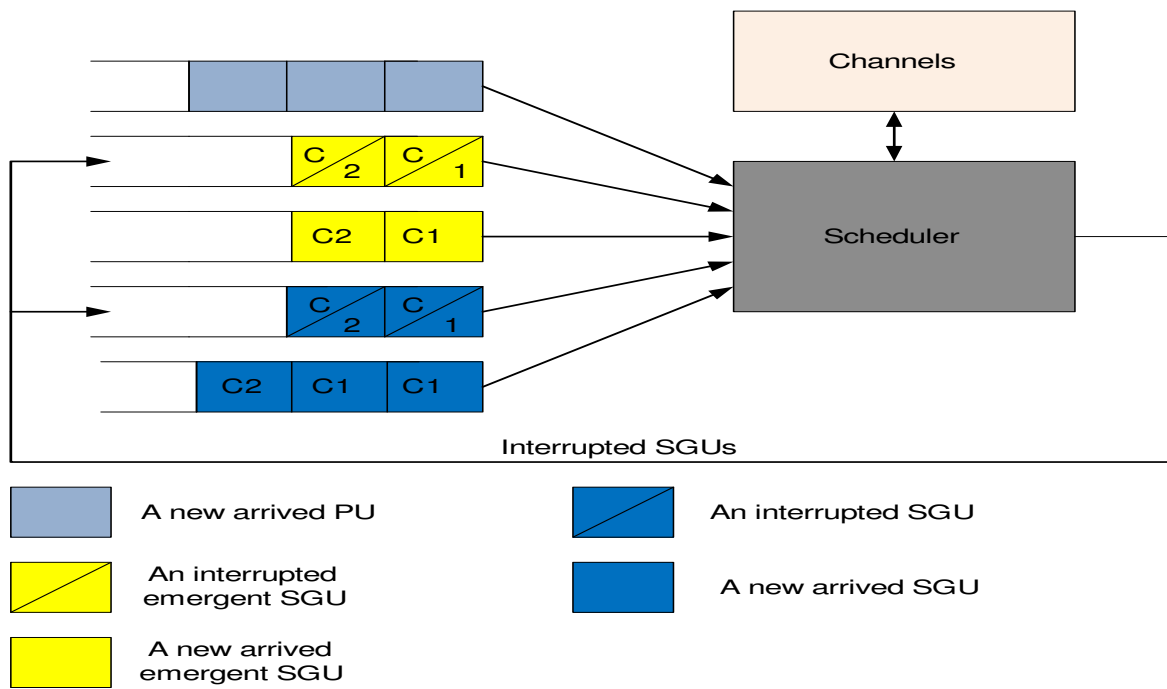 Channels
C 2 C 1
C2 C1
Scheduler
C 2 C 1
C2 C1 C1
Interrupted SGUs
A new arrived PU
An interrupted SGU
An interrupted
emergent SGU
A new arrived SGU
A new arrived
emergent SGU